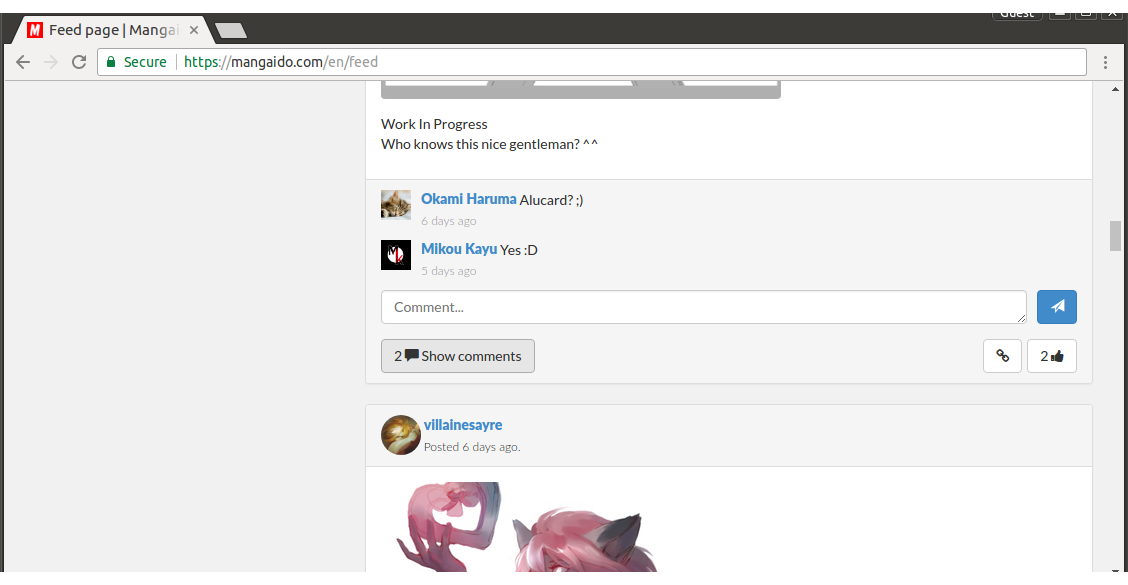 Guest
Feed page | Mangai
Secure https://mangaido.com/en/feed
Work In Progress
Who knows this nice gentleman? ^^
Okami Haruma Alucard? ;)
6 days ago
Mikou Kayu Yes :D
5 days ago
Comment...
2 Show comments
2
villainesayre
Posted 6 days ago.